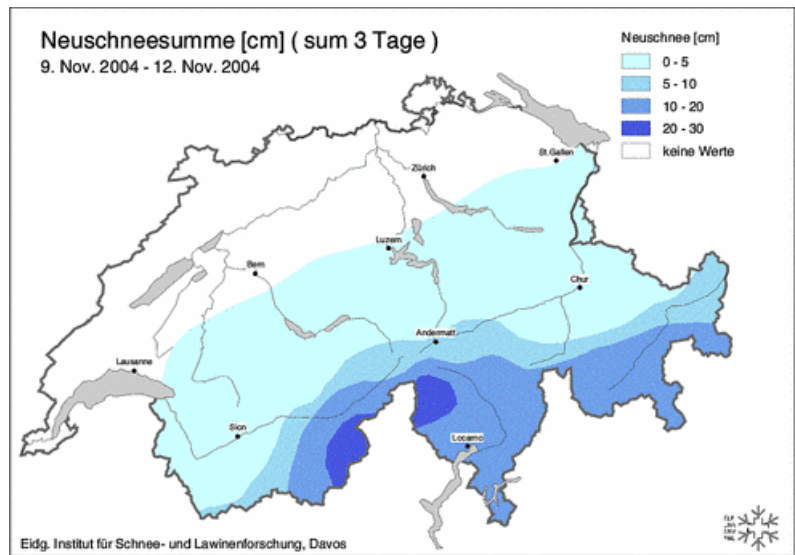 Neuschneesumme [cm] ( sum 3 Tage )
9. Nov. 2004 - 12. Nov. 2004
Neuschnee [cm]
0 - 5
5 - 10
10 - 20
20 - 30
keine Werte
St.Gallen
Zürich
Luzern
Bern
Chur
Andermatt
Lausanne
Sion
Locarno
Eidg. Institut für Schnee- und Lawinenforschung, Davos